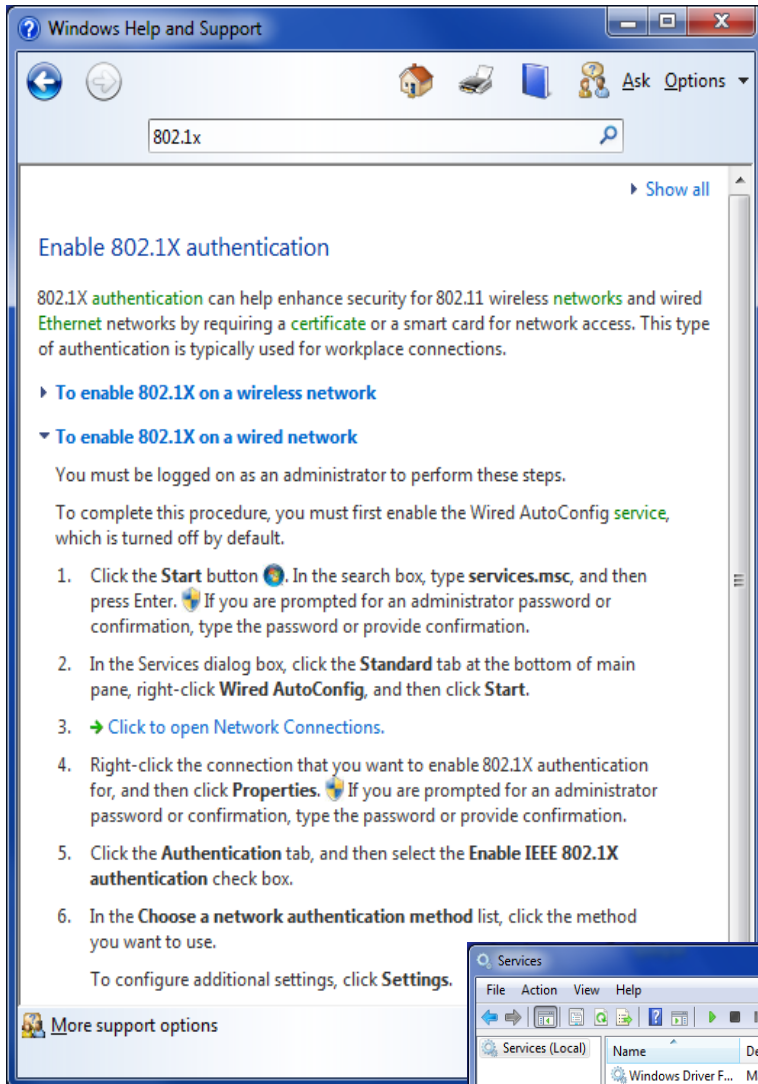 Windows Help and Support
Ask Options
802.1x
Show all
Enable 802.1X authentication
802.1X authentication can help enhance security for 802.11 wireless networks and wired
Ethernet networks by requiring a certificate or a smart card for network access. This type
of authentication is typically used for workplace connections.
To enable 802.1X on a wireless network
To enable 802.1X on a wired network
You must be logged on as an administrator to perform these steps.
To complete this procedure, you must first enable the Wired AutoConfig service,
which is turned off by default.
1. Click the Start button . In the search box, type services.msc, and then
press Enter. If you are prompted for an administrator password or
confirmation, type the password or provide confirmation.
2. In the Services dialog box, click the Standard tab at the bottom of main
pane, right-click Wired AutoConfig, and then click Start.
3. Click to open Network Connections.
4. Right-click the connection that you want to enable 802.1X authentication
for, and then click Properties. If you are prompted for an administrator
password or confirmation, type the password or provide confirmation.
5. Click the Authentication tab, and then select the Enable IEEE 802.1X
authentication check box.
6. In the Choose a network authentication method list, click the method
you want to use.
To configure additional settings, click Settings.
More support options
Services
File Action View Help
Services (Local)
Name De
Windows Driver F... M